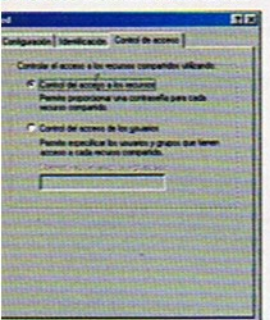 ed
Configuración Identificación Control de acceso
Controlar el acceso a los recursos compartidos utilizando:
Control de acceso a los recursos
Permite proporcionar una contraseña para cada
recurso compartido.
Control de acceso de los usuarios
Permite especificar los usuarios y grupos que tienen
acceso a cada recurso compartido.